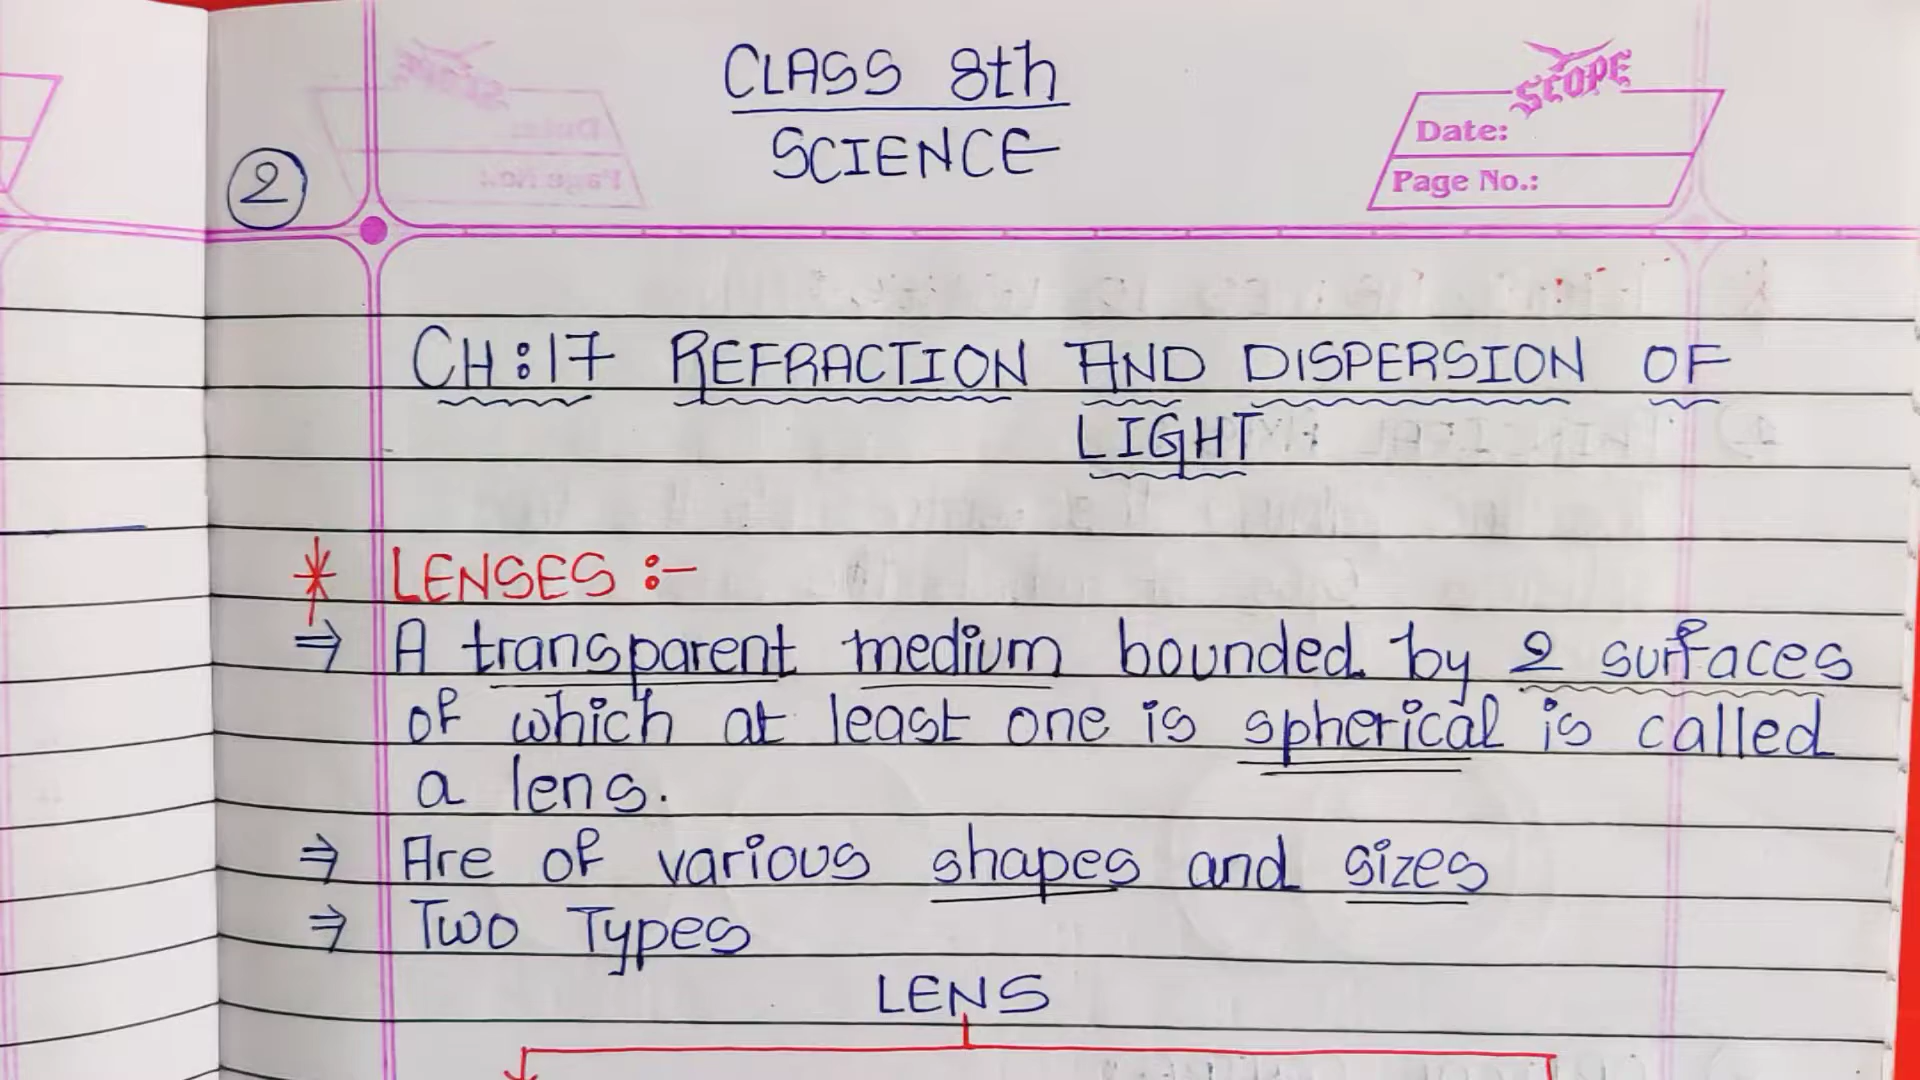 CLASS 8th
SCIENCE
SCOPE
Date:
Page No.:
2
CH:17 REFRACTION AND DISPERSION OF
LIGHT
* LENSES :-
⇒ A transparent medium bounded by 2 surfaces
of which at least one is spherical is called
a lens.
⇒ Are of various shapes and sizes
⇒ Two Types
LENS